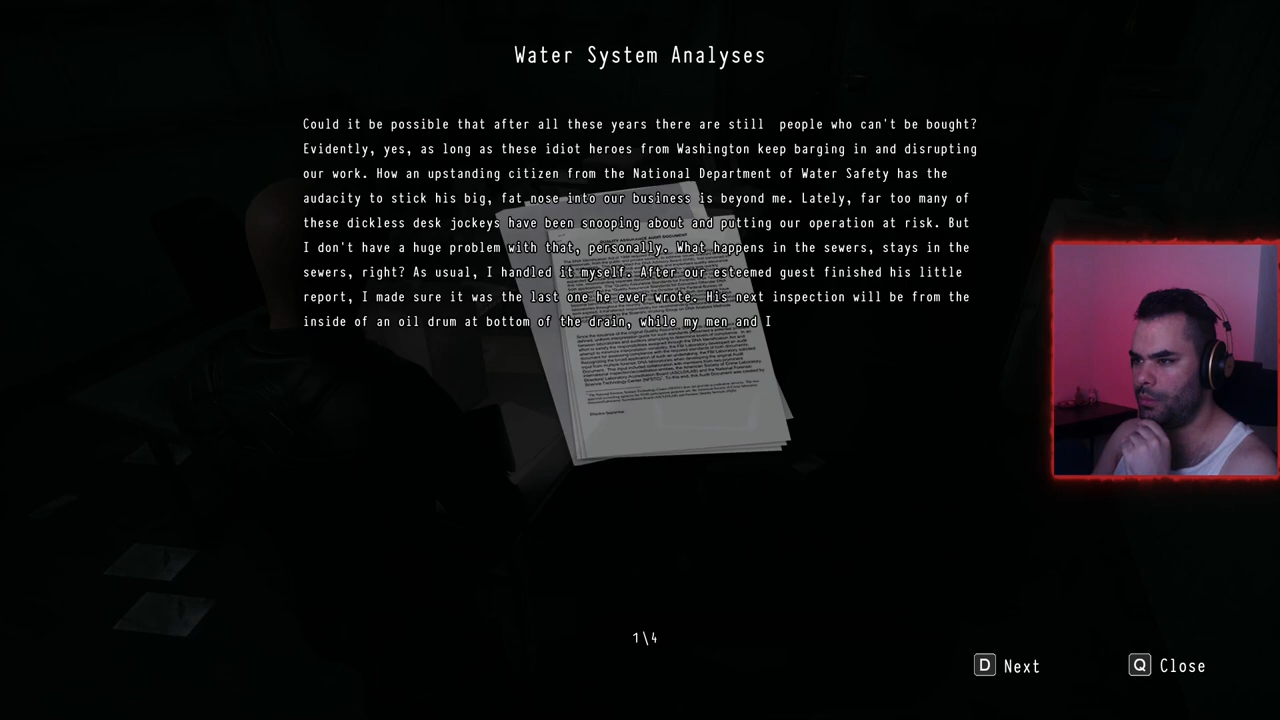 Water System Analyses
Could it be possible that after all these years there are still  people who can't be bought?
Evidently, yes, as long as these idiot heroes from Washington keep barging in and disrupting
our work. How an upstanding citizen from the National Department of Water Safety has the
audacity to stick his big, fat nose into our business is beyond me. Lately, far too many of
these dickless desk jockeys have been snooping about and putting our operation at risk. But
I don't have a huge problem with that, personally. What happens in the sewers, stays in the
sewers, right? As usual, I handled it myself. After our esteemed guest finished his little
report, I made sure it was the last one he ever wrote. His next inspection will be from the
inside of an oil drum at bottom of the drain, while my men and I
1\4
D Next
Q Close